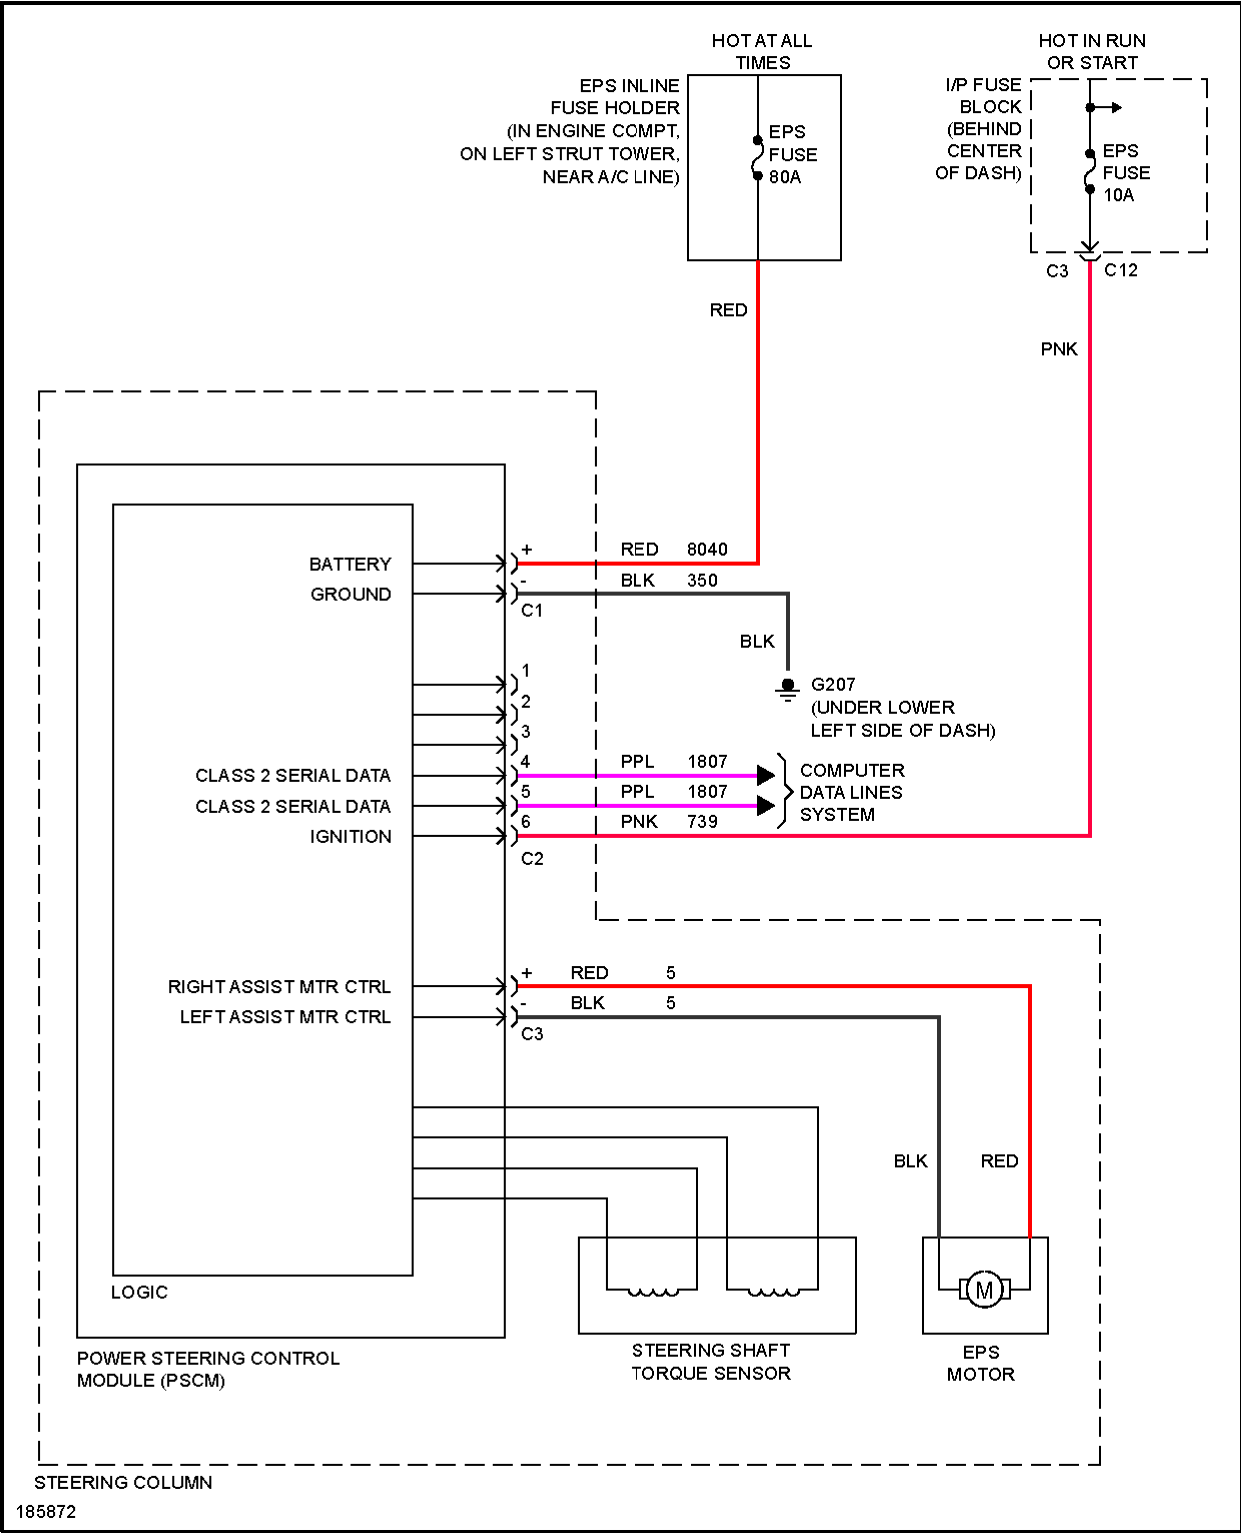 HOT AT ALL
TIMES
HOT IN RUN
OR START
EPS INLINE
FUSE HOLDER
(IN ENGINE COMPT,
ON LEFT STRUT TOWER,
NEAR A/C LINE)
EPS
FUSE
80A
I/P FUSE
BLOCK
(BEHIND
CENTER
OF DASH)
EPS
FUSE
10A
C3
C12
RED
PNK
BATTERY
+
RED 8040
GROUND
-
BLK 350
C1
BLK
G207
(UNDER LOWER
LEFT SIDE OF DASH)
1
2
3
CLASS 2 SERIAL DATA
4
PPL 1807
CLASS 2 SERIAL DATA
5
PPL 1807
COMPUTER
DATA LINES
SYSTEM
IGNITION
6
PNK 739
C2
RIGHT ASSIST MTR CTRL
+
RED 5
LEFT ASSIST MTR CTRL
-
BLK 5
C3
BLK
RED
M
LOGIC
STEERING SHAFT
TORQUE SENSOR
EPS
MOTOR
POWER STEERING CONTROL
MODULE (PSCM)
STEERING COLUMN
185872